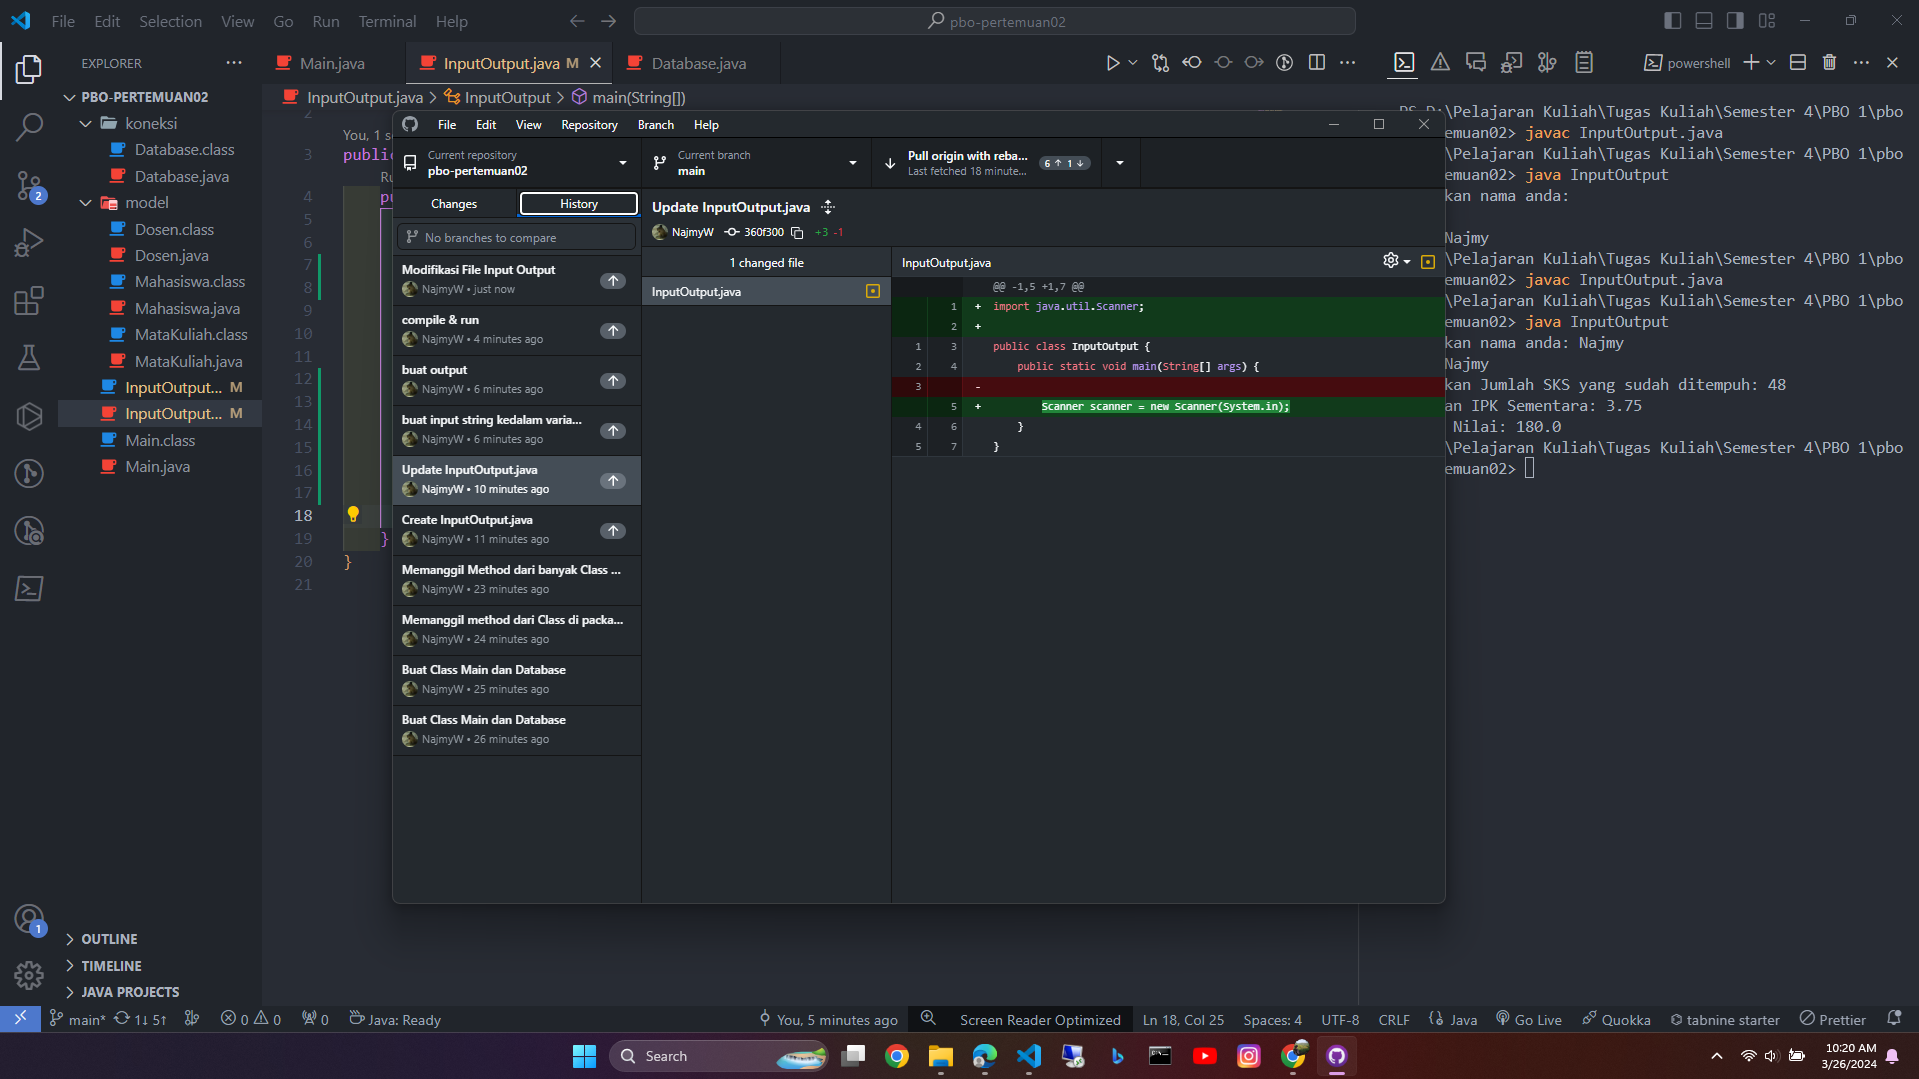 File Edit Selection View Go Run Terminal Help
pbo-pertemuan02
EXPLORER
Main.java
InputOutput.java M
Database.java
powershell
PBO-PERTEMUAN02
koneksi
Database.class
Database.java
model
Dosen.class
Dosen.java
Mahasiswa.class
Mahasiswa.java
MataKuliah.class
MataKuliah.java
InputOutput... M
InputOutput... M
Main.class
Main.java
OUTLINE
TIMELINE
JAVA PROJECTS
2
1
InputOutput.java > InputOutput > main(String[])
2
You, 1 s
3 public
Ru
4 pu
5
6
7
8
9
10
11
12
13
14
15
16
17
18
19 }
20 }
21
File Edit View Repository Branch Help
Current repository
pbo-pertemuan02
Current branch
main
Pull origin with reba...
Last fetched 18 minute...
6 ↑ 1 ↓
Changes
History
No branches to compare
Modifikasi File Input Output
NajmyW • just now
compile & run
NajmyW • 4 minutes ago
buat output
NajmyW • 6 minutes ago
buat input string kedalam varia...
NajmyW • 6 minutes ago
Update InputOutput.java
NajmyW • 10 minutes ago
Create InputOutput.java
NajmyW • 11 minutes ago
Memanggil Method dari banyak Class ...
NajmyW • 23 minutes ago
Memanggil method dari Class di packa...
NajmyW • 24 minutes ago
Buat Class Main dan Database
NajmyW • 25 minutes ago
Buat Class Main dan Database
NajmyW • 26 minutes ago
Update InputOutput.java
NajmyW 360f300 +3 -1
1 changed file
InputOutput.java
InputOutput.java
@@ -1,5 +1,7 @@
1 + import java.util.Scanner;
2 +
1 3 public class InputOutput {
2 4 public static void main(String[] args) {
3 -
5 + Scanner scanner = new Scanner(System.in);
4 6 }
5 7 }
PS D:\Pelajaran Kuliah\Tugas Kuliah\Semester 4\PBO 1\pbo
emuan02> javac InputOutput.java
\Pelajaran Kuliah\Tugas Kuliah\Semester 4\PBO 1\pbo
emuan02> java InputOutput
kan nama anda:
Najmy
\Pelajaran Kuliah\Tugas Kuliah\Semester 4\PBO 1\pbo
emuan02> javac InputOutput.java
\Pelajaran Kuliah\Tugas Kuliah\Semester 4\PBO 1\pbo
emuan02> java InputOutput
kan nama anda: Najmy
Najmy
kan Jumlah SKS yang sudah ditempuh: 48
an IPK Sementara: 3.75
Nilai: 180.0
\Pelajaran Kuliah\Tugas Kuliah\Semester 4\PBO 1\pbo
emuan02>
main* 1↓ 5↑ 0 0 0 Java: Ready
You, 5 minutes ago Screen Reader Optimized Ln 18, Col 25 Spaces: 4 UTF-8 CRLF Java Go Live Quokka tabnine starter Prettier
Search
10:20 AM
3/26/2024